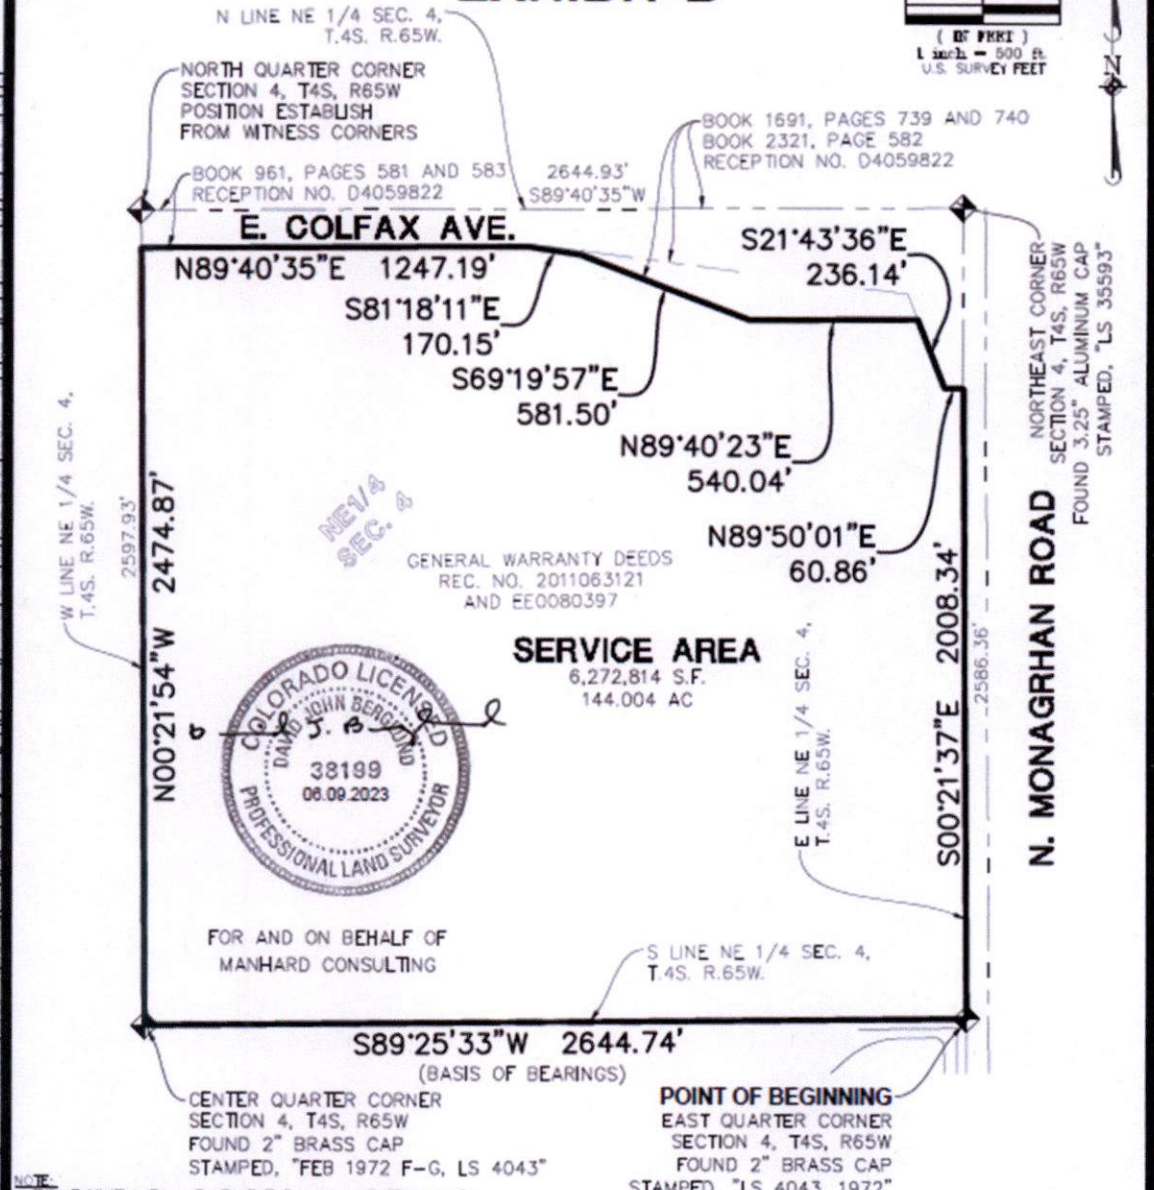 N LINE NE 1/4 SEC. 4,
T.4S. R.65W.
( IN FEET )
1 inch = 500 ft.
U.S. SURVEY FEET
N
NORTH QUARTER CORNER
SECTION 4, T4S, R65W
POSITION ESTABLISH
FROM WITNESS CORNERS
BOOK 1691, PAGES 739 AND 740
BOOK 2321, PAGE 582
RECEPTION NO. D4059822
BOOK 961, PAGES 581 AND 583
RECEPTION NO. D4059822
2644.93'
S89°40'35"W
E. COLFAX AVE.
N89°40'35"E 1247.19'
S21°43'36"E
236.14'
S81°18'11"E
170.15'
S69°19'57"E
581.50'
N89°40'23"E
540.04'
N89°50'01"E
60.86'
NORTHEAST CORNER
SECTION 4, T4S, R65W
FOUND 3.25" ALUMINUM CAP
STAMPED, "LS 35593"
W LINE NE 1/4 SEC. 4,
T.4S. R.65W.
2597.93'
N00°21'54"W 2474.87'
NE1/4
SEC. 4
GENERAL WARRANTY DEEDS
REC. NO. 2011063121
AND EE0080397
SERVICE AREA
6,272,814 S.F.
144.004 AC
E LINE NE 1/4 SEC. 4,
T.4S. R.65W.
S00°21'37"E 2008.34'
2586.36'
N. MONAGRHAN ROAD
COLORADO LICENSED
DAVID JOHN BERGLUND
38199
06.09.2023
PROFESSIONAL LAND SURVEYOR
FOR AND ON BEHALF OF
MANHARD CONSULTING
S LINE NE 1/4 SEC. 4,
T.4S. R.65W.
S89°25'33"W 2644.74'
(BASIS OF BEARINGS)
CENTER QUARTER CORNER
SECTION 4, T4S, R65W
FOUND 2" BRASS CAP
STAMPED, "FEB 1972 F-G, LS 4043"
POINT OF BEGINNING
EAST QUARTER CORNER
SECTION 4, T4S, R65W
FOUND 2" BRASS CAP
STAMPED, "LS 4043, 1972"
NOTE: